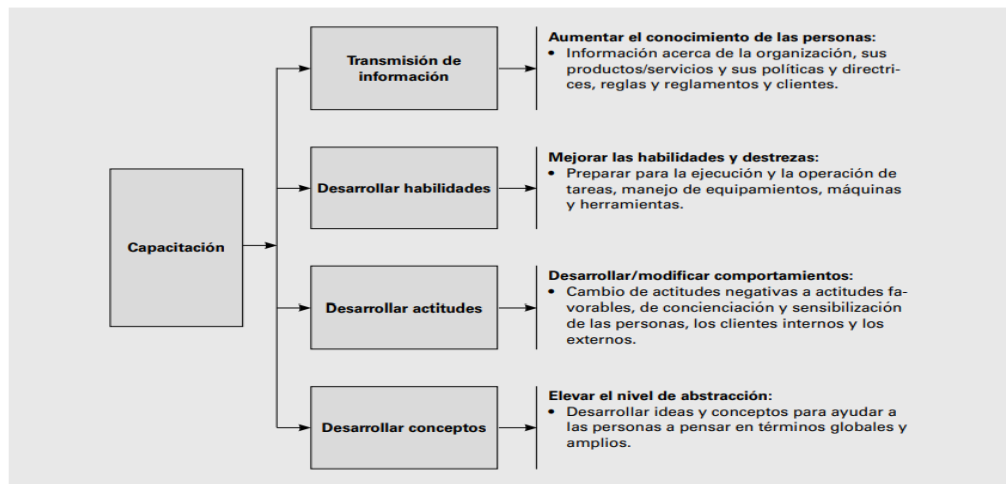 Capacitación
Transmisión de
información
Aumentar el conocimiento de las personas:
• Información acerca de la organización, sus
productos/servicios y sus políticas y directri-
ces, reglas y reglamentos y clientes.
Desarrollar habilidades
Mejorar las habilidades y destrezas:
• Preparar para la ejecución y la operación de
tareas, manejo de equipamientos, máquinas
y herramientas.
Desarrollar actitudes
Desarrollar/modificar comportamientos:
• Cambio de actitudes negativas a actitudes fa-
vorables, de concienciación y sensibilización
de las personas, los clientes internos y los
externos.
Desarrollar conceptos
Elevar el nivel de abstracción:
• Desarrollar ideas y conceptos para ayudar a
las personas a pensar en términos globales y
amplios.